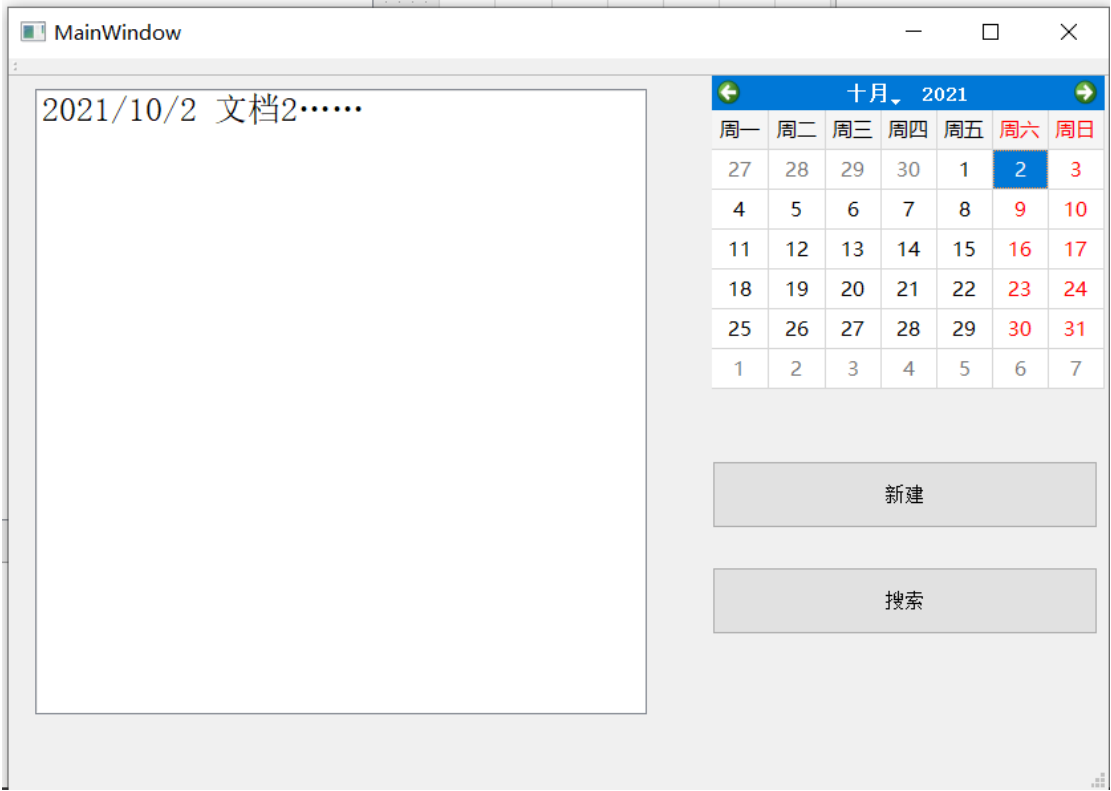 MainWindow
2021/10/2 文档2……
十月 2021
周一 周二 周三 周四 周五 周六 周日
27 28 29 30 1 2 3
4 5 6 7 8 9 10
11 12 13 14 15 16 17
18 19 20 21 22 23 24
25 26 27 28 29 30 31
1 2 3 4 5 6 7
新建
搜索